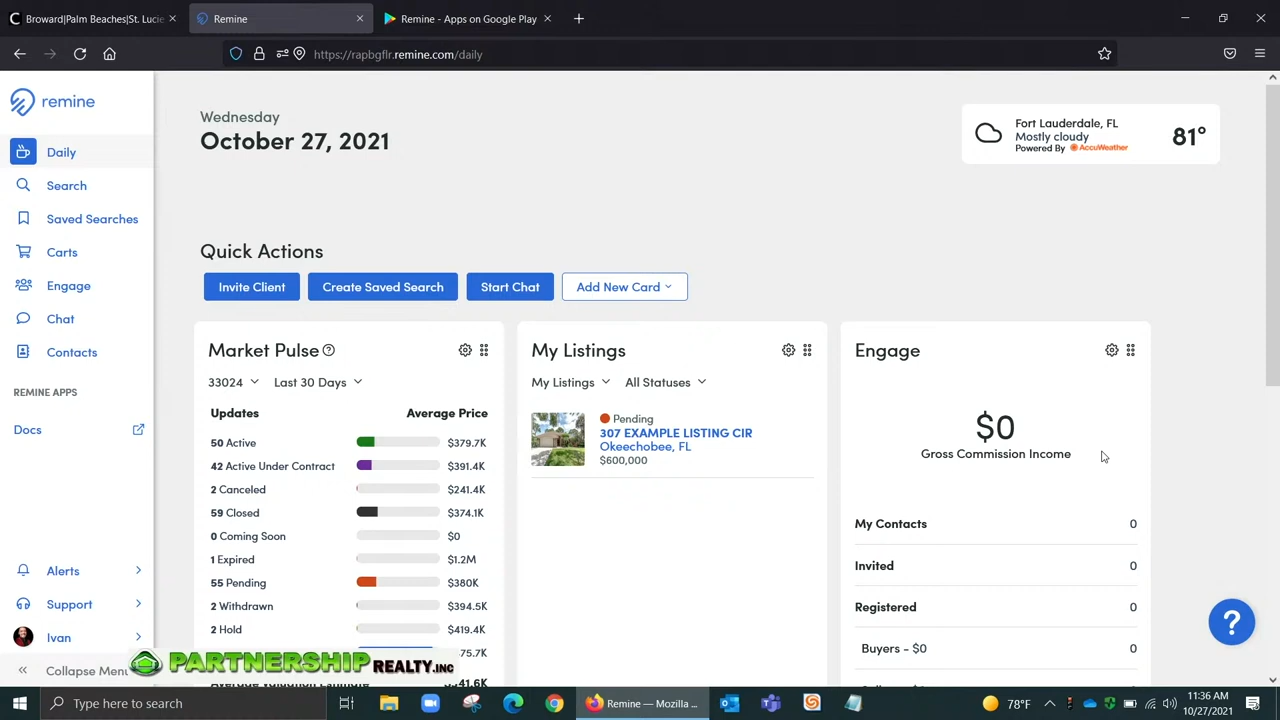 Broward|Palm Beaches|St. Lucie
Remine
Remine - Apps on Google Play
https://rapbgflr.remine.com/daily
remine
Daily
Search
Saved Searches
Carts
Engage
Chat
Contacts
REMINE APPS
Docs
Alerts
Support
Ivan
Collapse Menu
Wednesday
October 27, 2021
Fort Lauderdale, FL
Mostly cloudy
Powered By AccuWeather
81°
Quick Actions
Invite Client
Create Saved Search
Start Chat
Add New Card
Market Pulse
33024 Last 30 Days
Updates Average Price
50 Active $379.7K
42 Active Under Contract $391.4K
2 Canceled $241.4K
59 Closed $374.1K
0 Coming Soon $0
1 Expired $1.2M
55 Pending $380K
2 Withdrawn $394.5K
2 Hold $419.4K
My Listings
My Listings All Statuses
Pending
307 EXAMPLE LISTING CIR
Okeechobee, FL
$600,000
Engage
$0
Gross Commission Income
My Contacts 0
Invited 0
Registered 0
Buyers - $0 0
?
PARTNERSHIP REALTY.INC
Type here to search
Remine — Mozilla ...
78°F
11:36 AM
10/27/2021